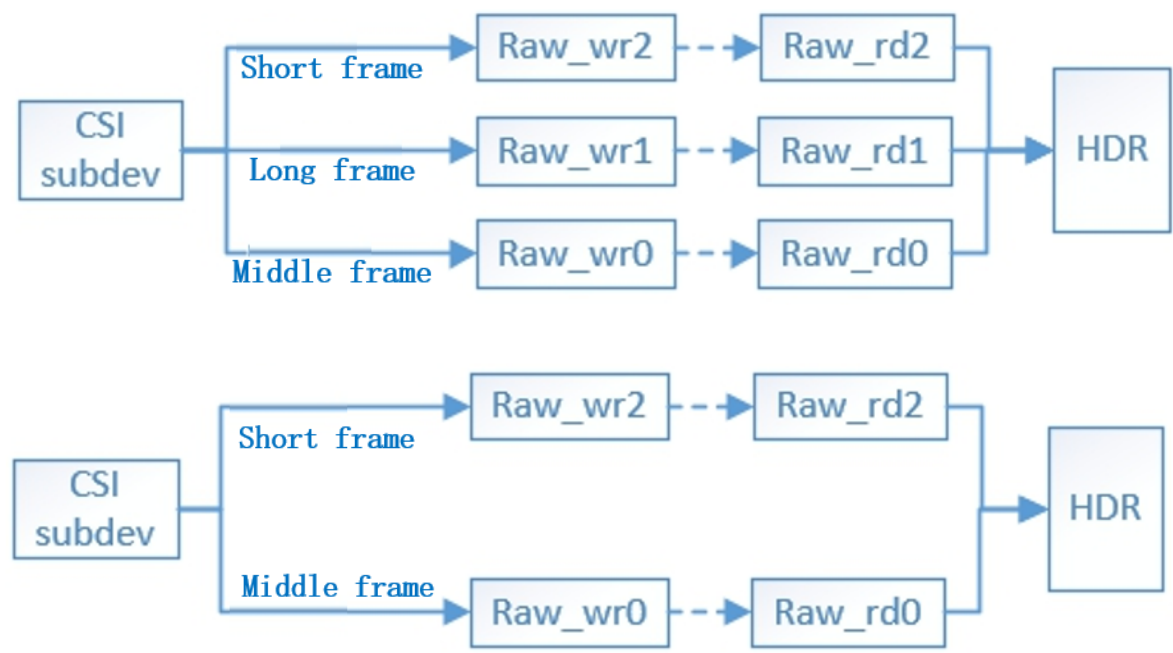 Raw_wr2
Raw_rd2
Short frame
CSI
subdev
Raw_wr1
Raw_rd1
HDR
Long frame
Raw_wr0
Raw_rd0
Middle frame
Raw_wr2
Raw_rd2
Short frame
CSI
subdev
HDR
Middle frame
Raw_wr0
Raw_rd0